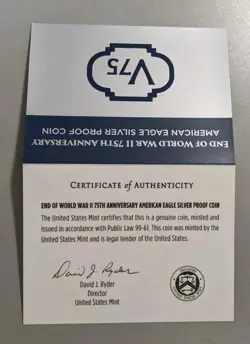 V75
AMERICAN EAGLE SILVER PROOF COIN
END OF WORLD WAR II 75TH ANNIVERSARY
CERTIFICATE of AUTHENTICITY
END OF WORLD WAR II 75TH ANNIVERSARY AMERICAN EAGLE SILVER PROOF COIN
The United States Mint certifies that this is a genuine coin, minted and
issued in accordance with Public Law 99-61. This coin was minted by the
United States Mint and is legal tender of the United States.
David J. Ryder
David J. Ryder
Director
United States Mint